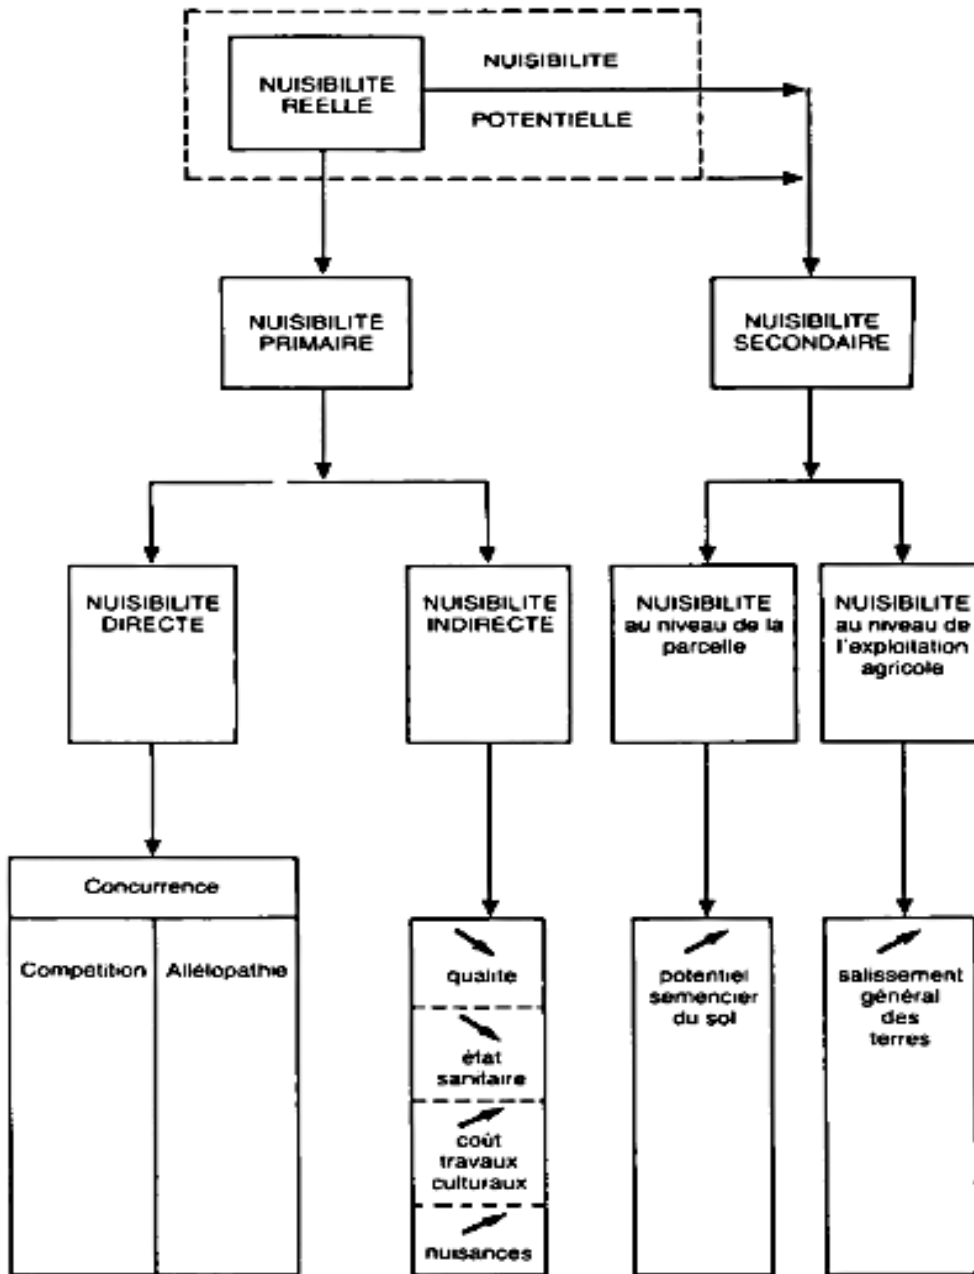 NUISIBILITE
REELLE
NUISIBILITE
POTENTIELLE
NUISIBILITE
PRIMAIRE
NUISIBILITE
SECONDAIRE
NUISIBILITE
DIRECTE
NUISIBILITE
INDIRECTE
NUISIBILITE
au niveau de la
parcelle
NUISIBILITE
au niveau de
l'exploitation
agricole
Concurrence
Compétition
Allélopathie
qualité
état
sanitaire
coût
travaux
culturaux
nuisances
potentiel
semencier
du sol
salissement
général
des
terres